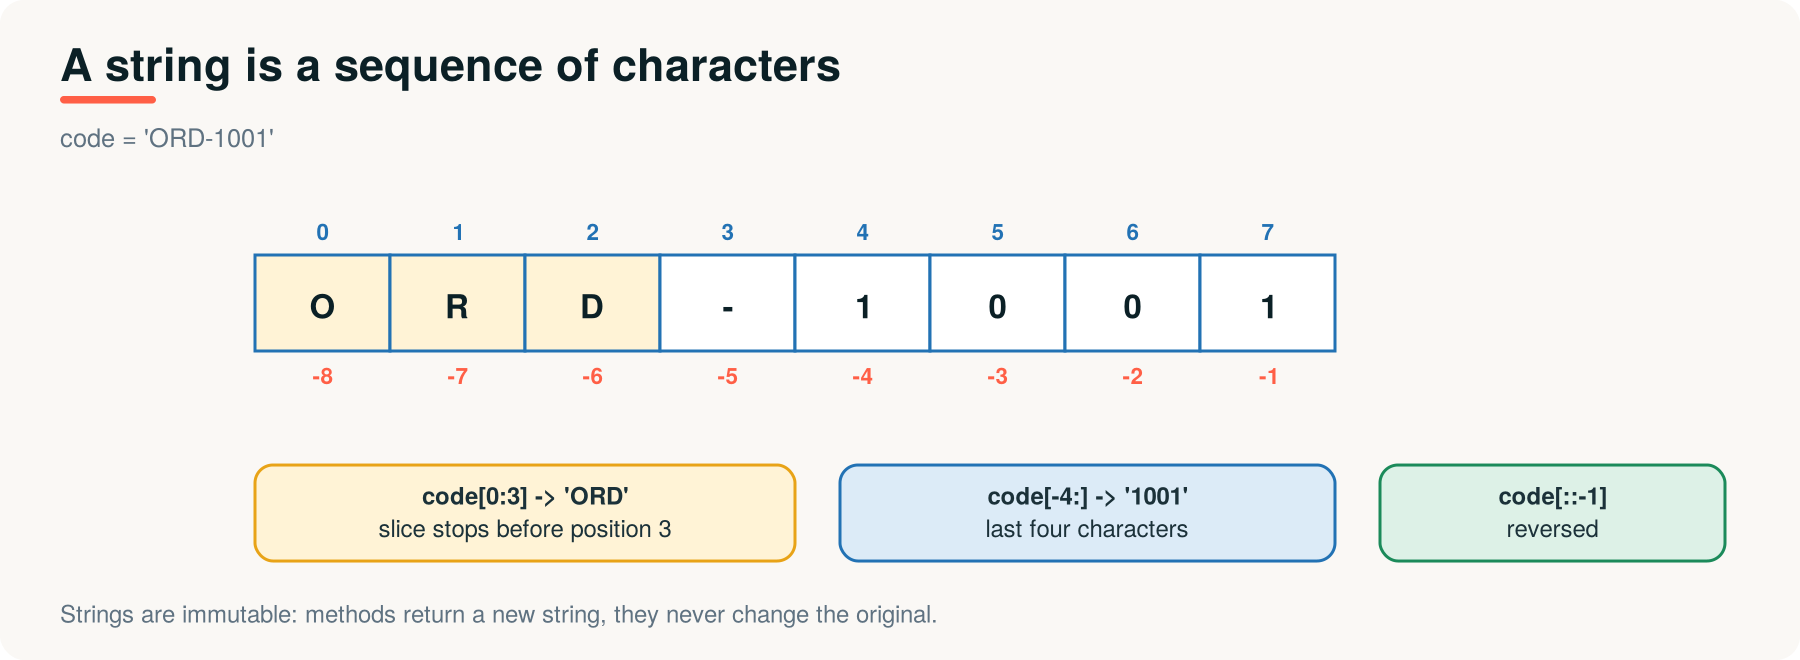 A string is a sequence of characters
code = 'ORD-1001'
0 1 2 3 4 5 6 7
O R D - 1 0 0 1
-8 -7 -6 -5 -4 -3 -2 -1
code[0:3] -> 'ORD'
slice stops before position 3
code[-4:] -> '1001'
last four characters
code[::-1]
reversed
Strings are immutable: methods return a new string, they never change the original.